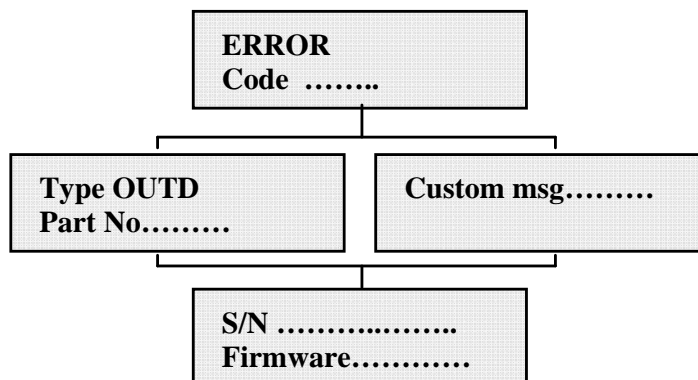 ERROR
Code ……..
Type OUTD
Part No………
Custom msg………
S/N ………..……..
Firmware…………